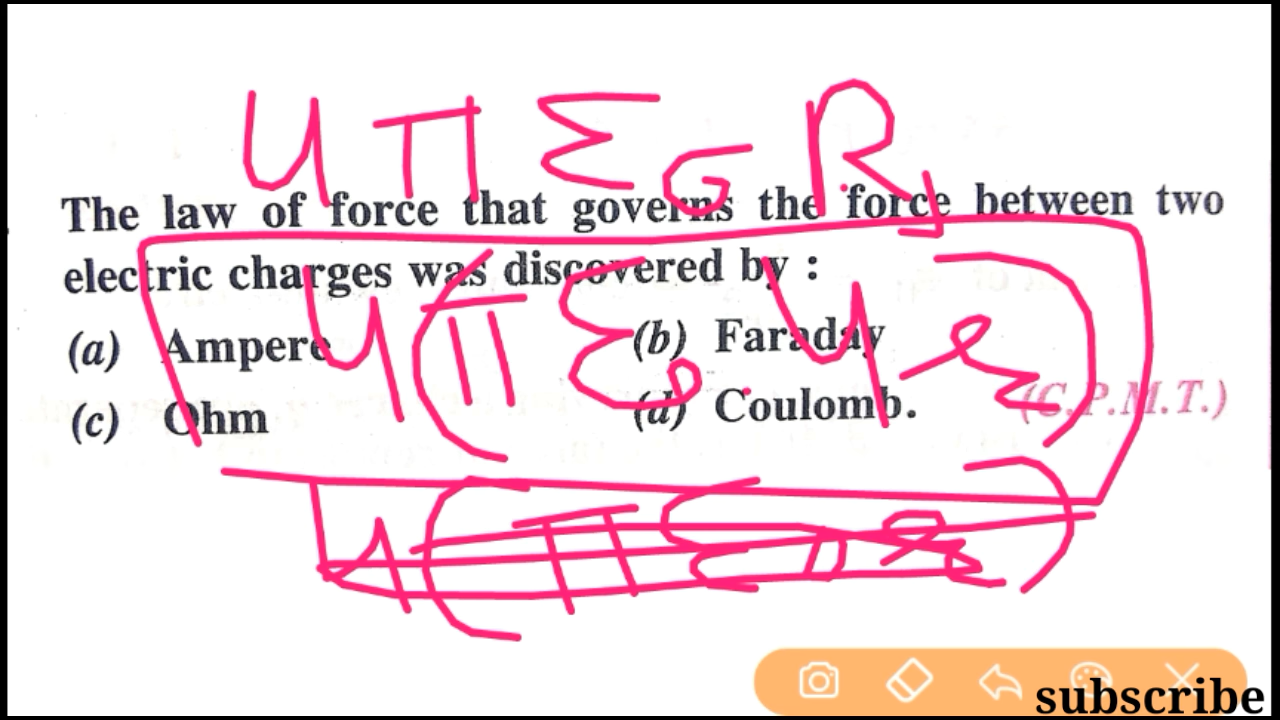 4πε₀R,
The law of force that governs the force between two
electric charges was discovered by :
(a) Ampere (b) Faraday
(c) Ohm (d) Coulomb. (C.P.M.T.)
subscribe